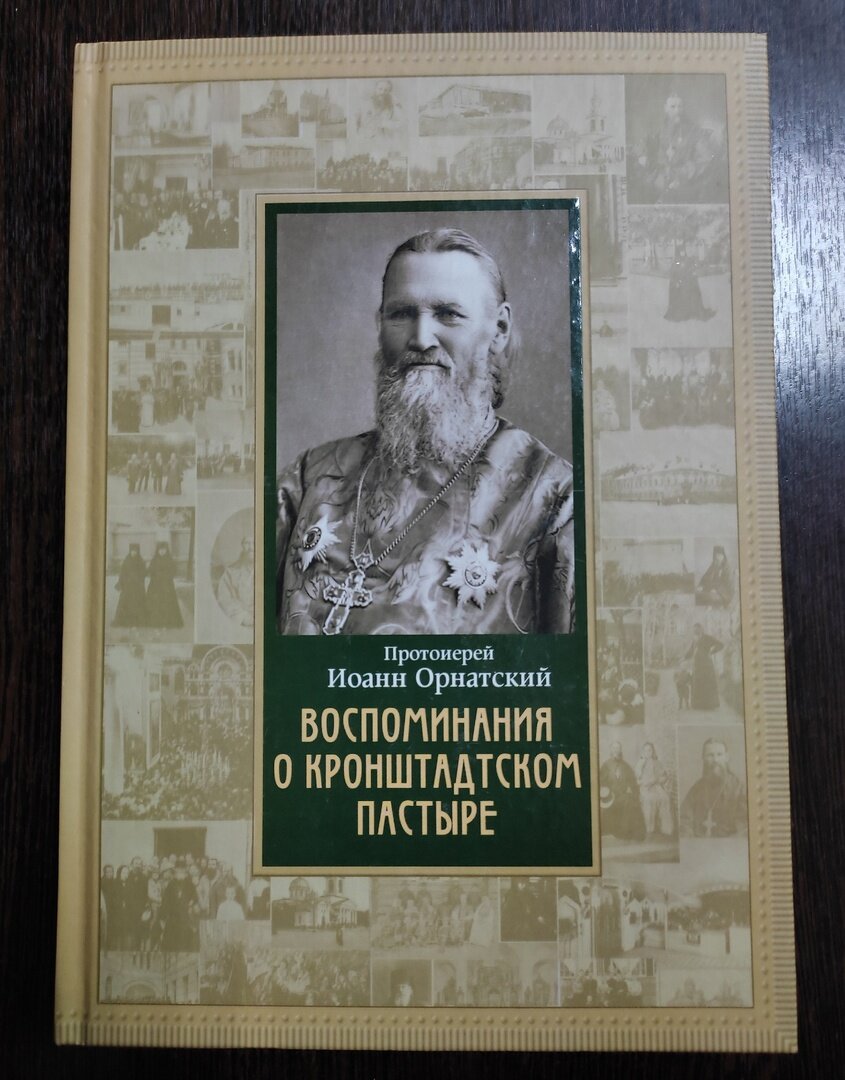 Протоиерей
Иоанн Орнатский
ВОСПОМИНАНИЯ
О КРОНШТАДТСКОМ
ПАСТЫРЕ